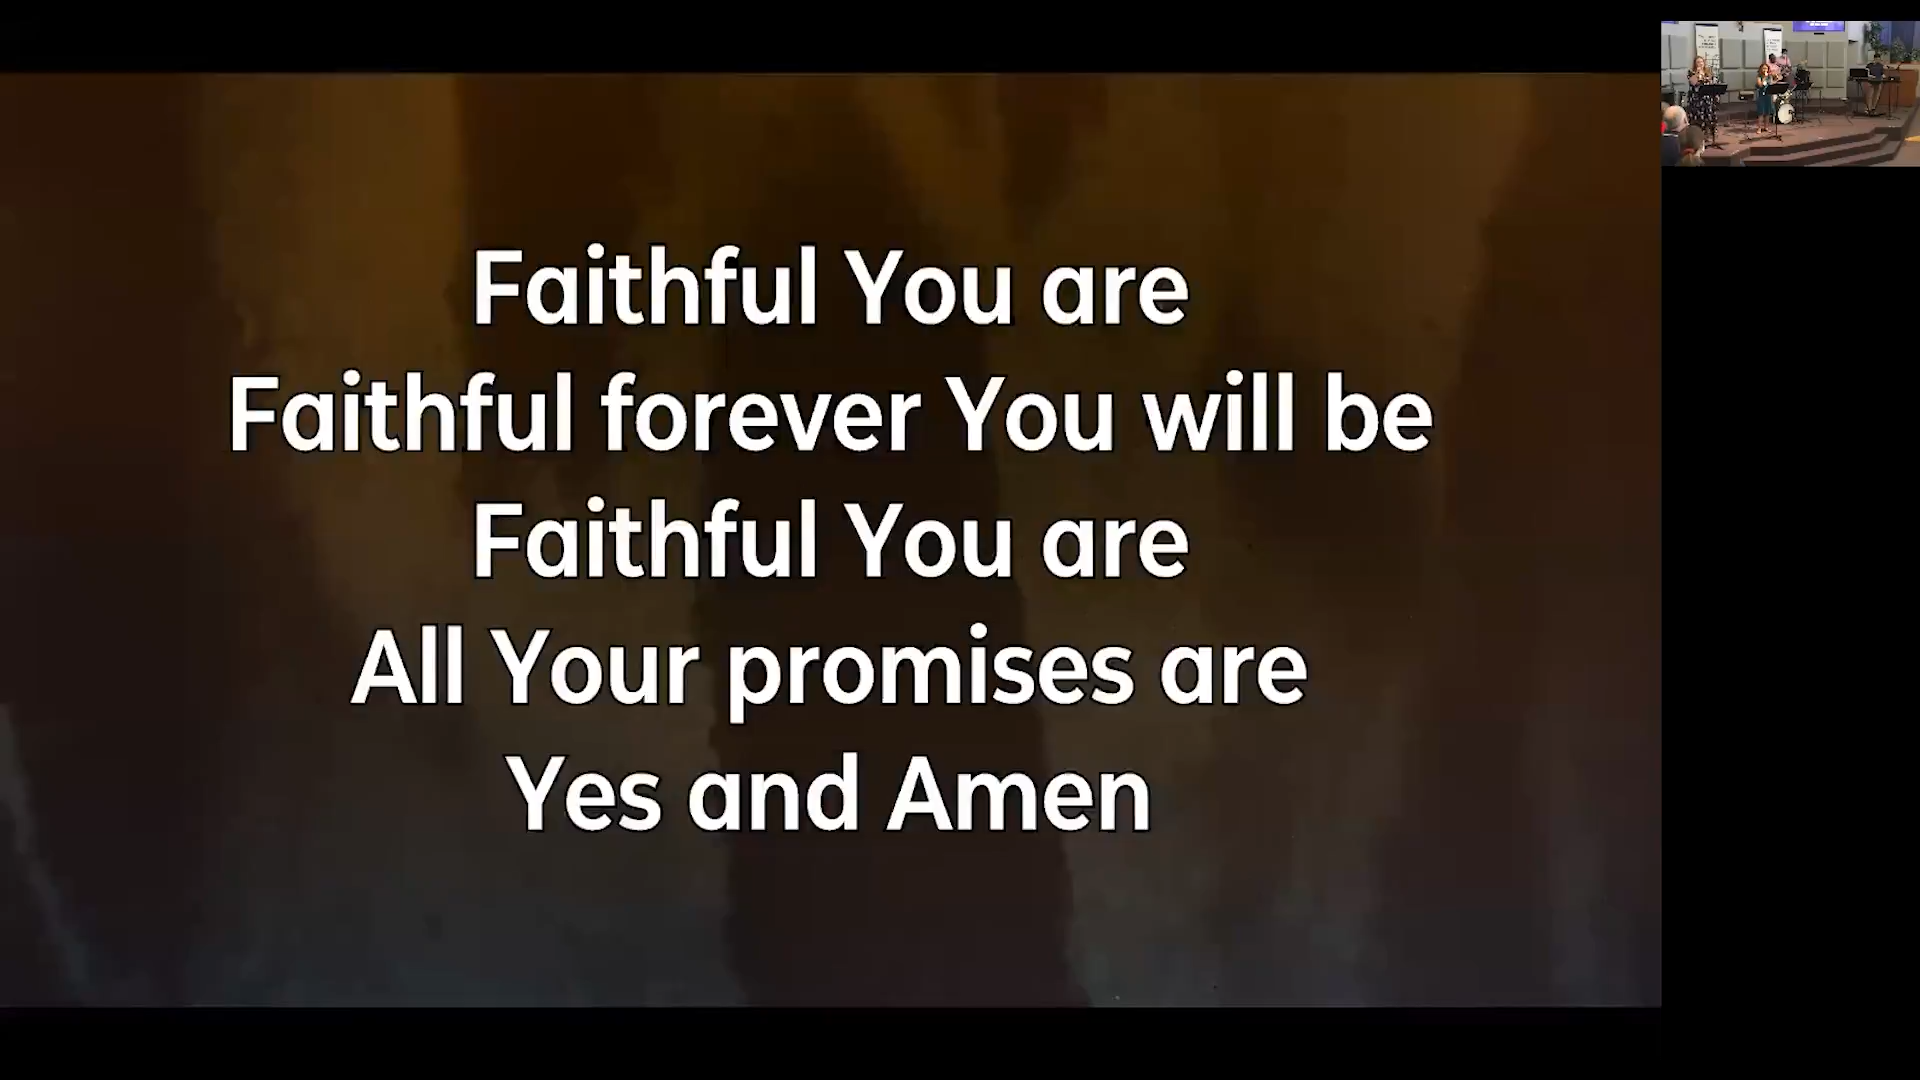 Faithful You are
Faithful forever You will be
Faithful You are
All Your promises are
Yes and Amen